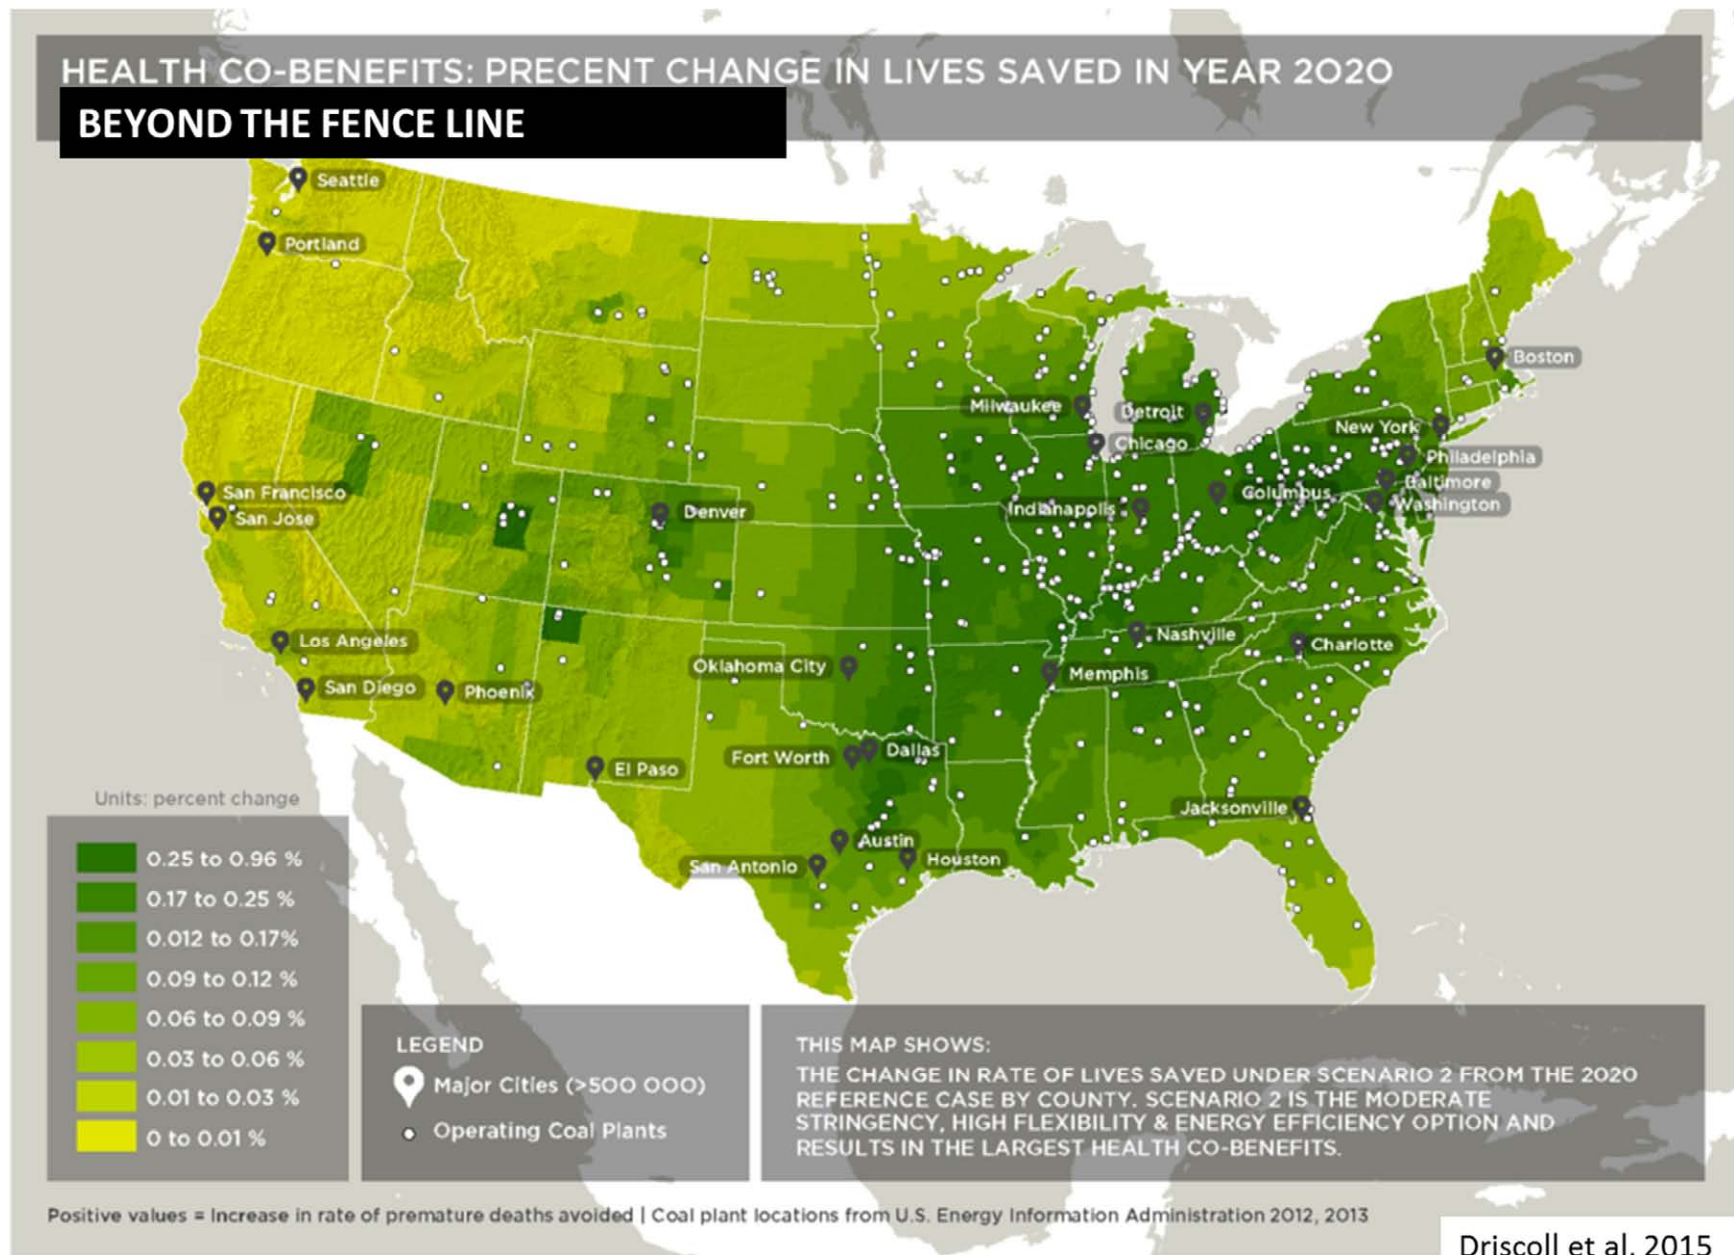 HEALTH CO-BENEFITS: PRECENT CHANGE IN LIVES SAVED IN YEAR 2020
BEYOND THE FENCE LINE
Seattle
Portland
Boston
Milwaukee
Detroit
New York
Chicago
Philadelphia
Baltimore
San Francisco
Columbus
Washington
San Jose
Denver
Indianapolis
Los Angeles
Nashville
Charlotte
Oklahoma City
Memphis
San Diego
Phoenix
Fort Worth
Dallas
El Paso
Jacksonville
Austin
San Antonio
Houston
Units: percent change
0.25 to 0.96 %
0.17 to 0.25 %
0.012 to 0.17%
0.09 to 0.12 %
0.06 to 0.09 %
0.03 to 0.06 %
0.01 to 0.03 %
0 to 0.01 %
LEGEND
Major Cities (>500 000)
Operating Coal Plants
THIS MAP SHOWS:
THE CHANGE IN RATE OF LIVES SAVED UNDER SCENARIO 2 FROM THE 2020
REFERENCE CASE BY COUNTY. SCENARIO 2 IS THE MODERATE
STRINGENCY, HIGH FLEXIBILITY & ENERGY EFFICIENCY OPTION AND
RESULTS IN THE LARGEST HEALTH CO-BENEFITS.
Positive values = Increase in rate of premature deaths avoided | Coal plant locations from U.S. Energy Information Administration 2012, 2013
Driscoll et al. 2015